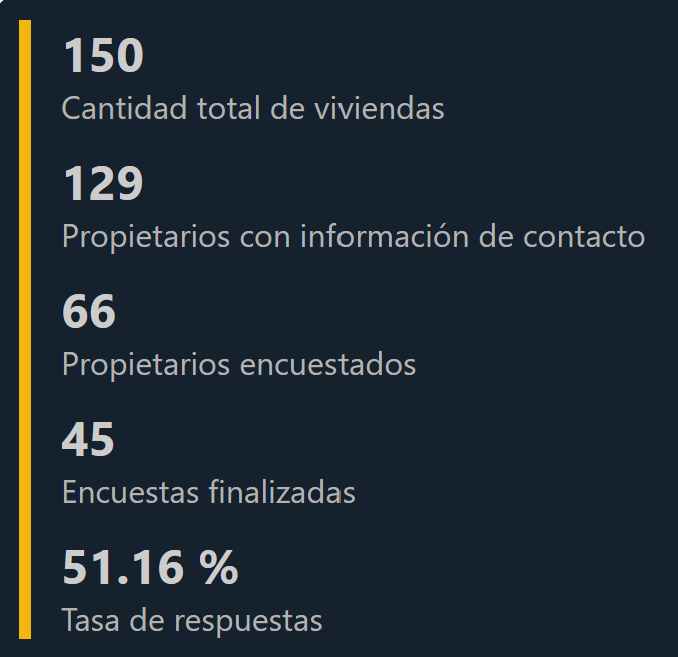 150
Cantidad total de viviendas
129
Propietarios con información de contacto
66
Propietarios encuestados
45
Encuestas finalizadas
51.16 %
Tasa de respuestas